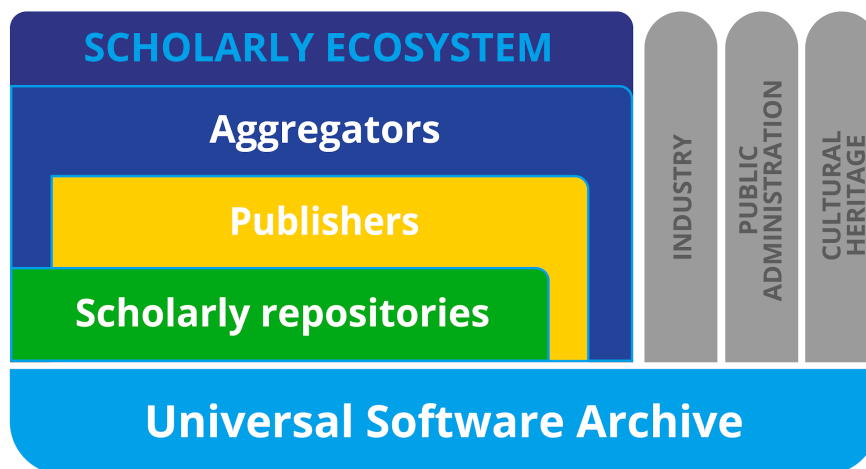 SCHOLARLY ECOSYSTEM
Aggregators
Publishers
Scholarly repositories
INDUSTRY
PUBLIC
ADMINISTRATION
CULTURAL
HERITAGE
Universal Software Archive